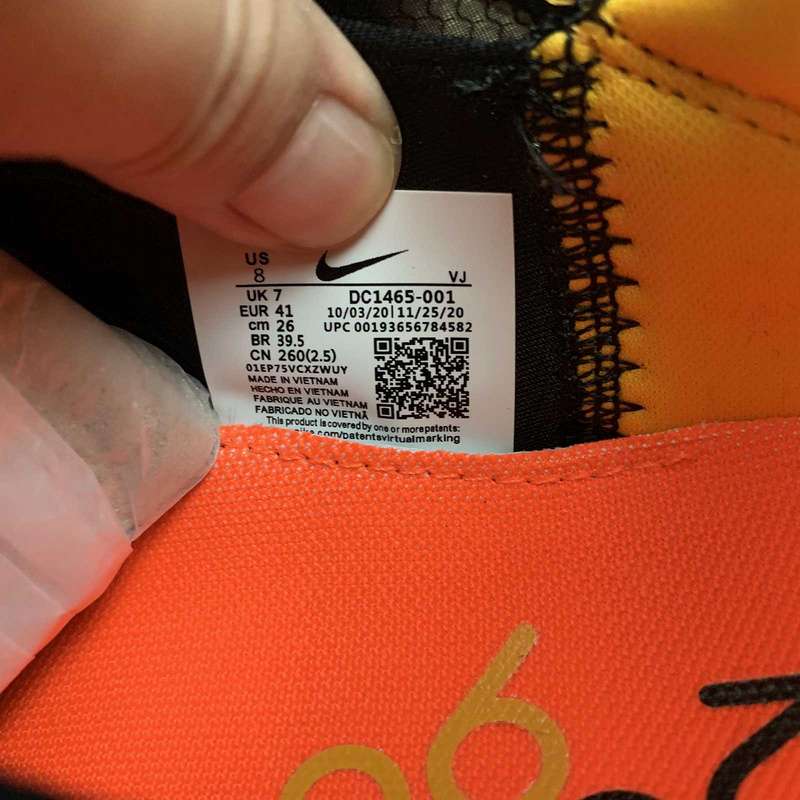 US
8
VJ
UK 7
DC1465-001
EUR 41
10/03/20|11/25/20
cm 26
UPC 00193656784582
BR 39.5
CN 260(2.5)
01EP75VCXZWUY
MADE IN VIETNAM
HECHO EN VIETNAM
FABRIQUE AU VIETNAM
FABRICADO NO VIETNÃ
This product is covered by one or more patents:
nike.com/patentsvirtualmarking